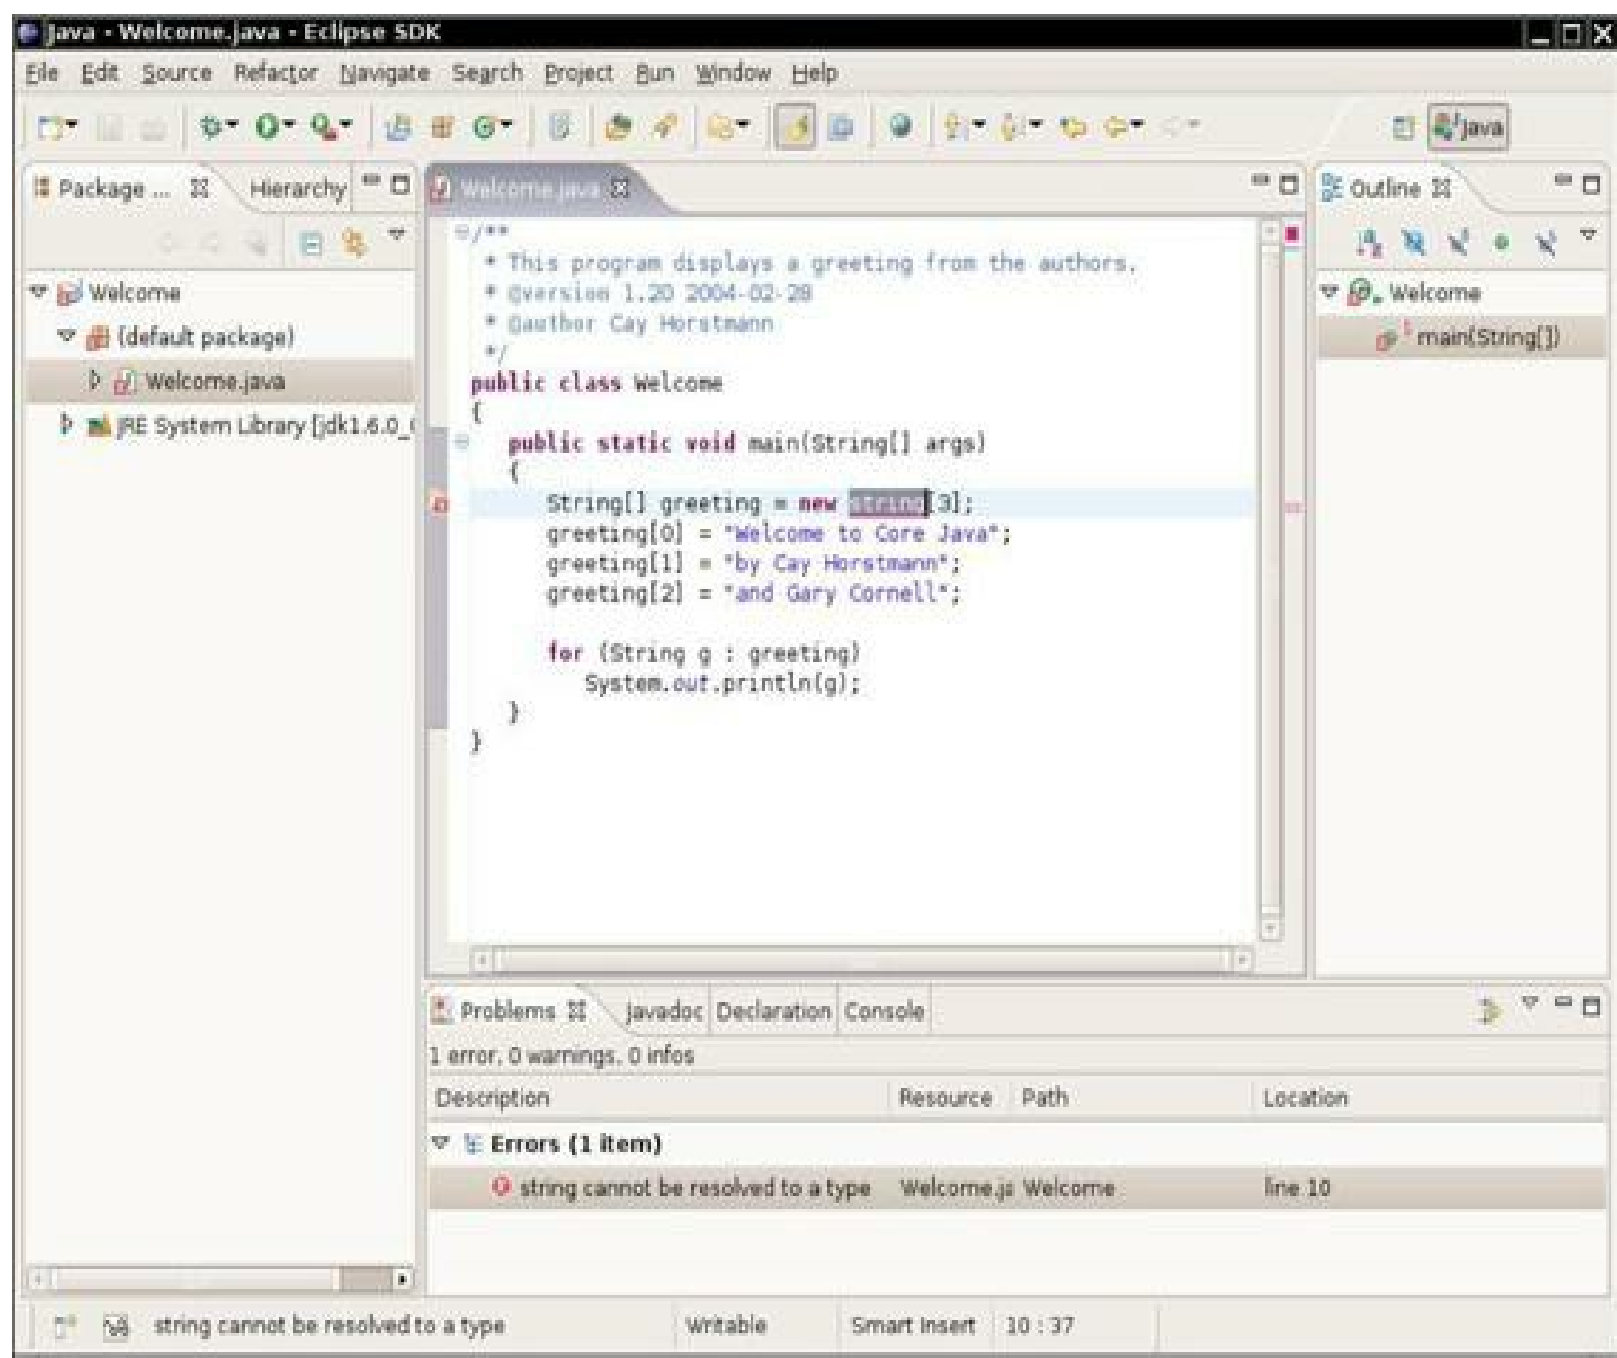 Java - Welcome.java - Eclipse SDK
File Edit Source Refactor Navigate Search Project Run Window Help
Java
Package ... Hierarchy
Welcome
(default package)
Welcome.java
JRE System Library [jdk1.6.0_
Welcome.java
/**
* This program displays a greeting from the authors.
* @version 1.20 2004-02-28
* @author Cay Horstmann
*/
public class Welcome
{
public static void main(String[] args)
{
String[] greeting = new string[3];
greeting[0] = "Welcome to Core Java";
greeting[1] = "by Cay Horstmann";
greeting[2] = "and Gary Cornell";
for (String g : greeting)
System.out.println(g);
}
}
Outline
Welcome
main(String[])
Problems Javadoc Declaration Console
1 error, 0 warnings, 0 infos
Description Resource Path Location
Errors (1 item)
string cannot be resolved to a type Welcome.ja Welcome line 10
string cannot be resolved to a type Writable Smart Insert 10 : 37